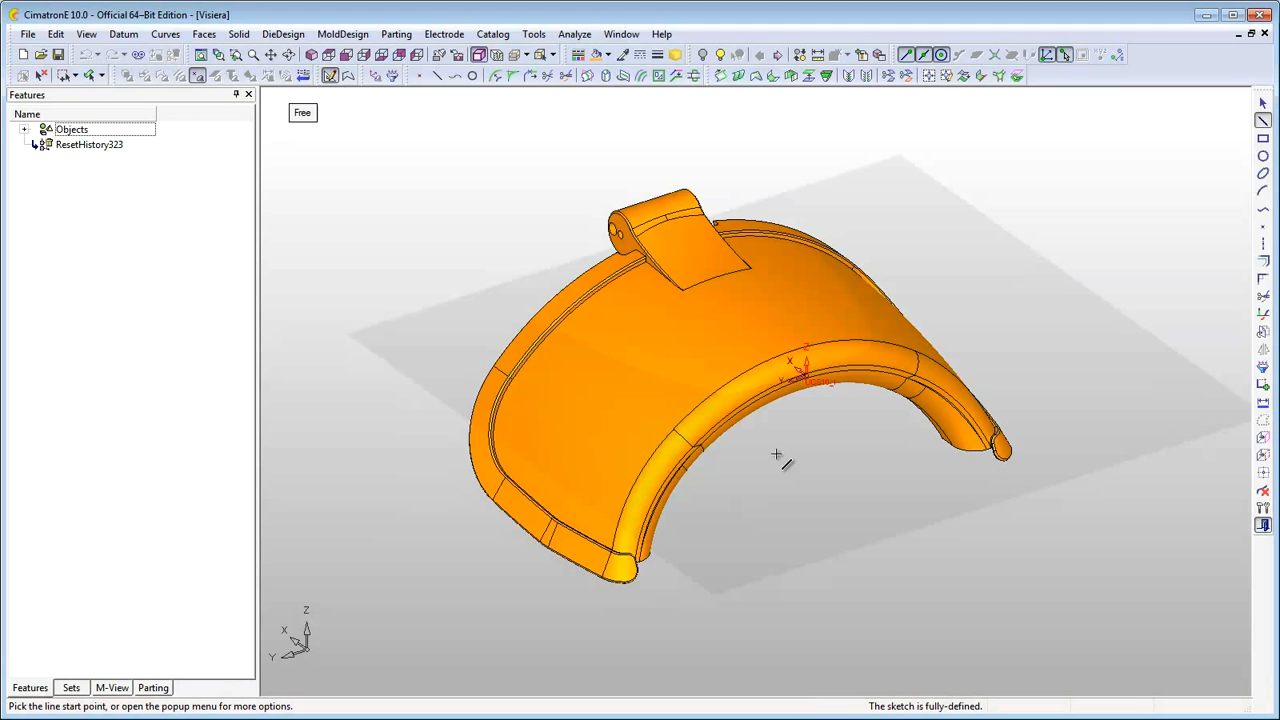 CimatronE 10.0 - Official 64-Bit Edition - [Visiera]
File Edit View Datum Curves Faces Solid DieDesign MoldDesign Parting Electrode Catalog Tools Analyze Window Help
Features
Name
Objects
ResetHistory323
Free
Z
X
Y
Z
X
Y
Features Sets M-View Parting
Pick the line start point, or open the popup menu for more options.
The sketch is fully-defined.